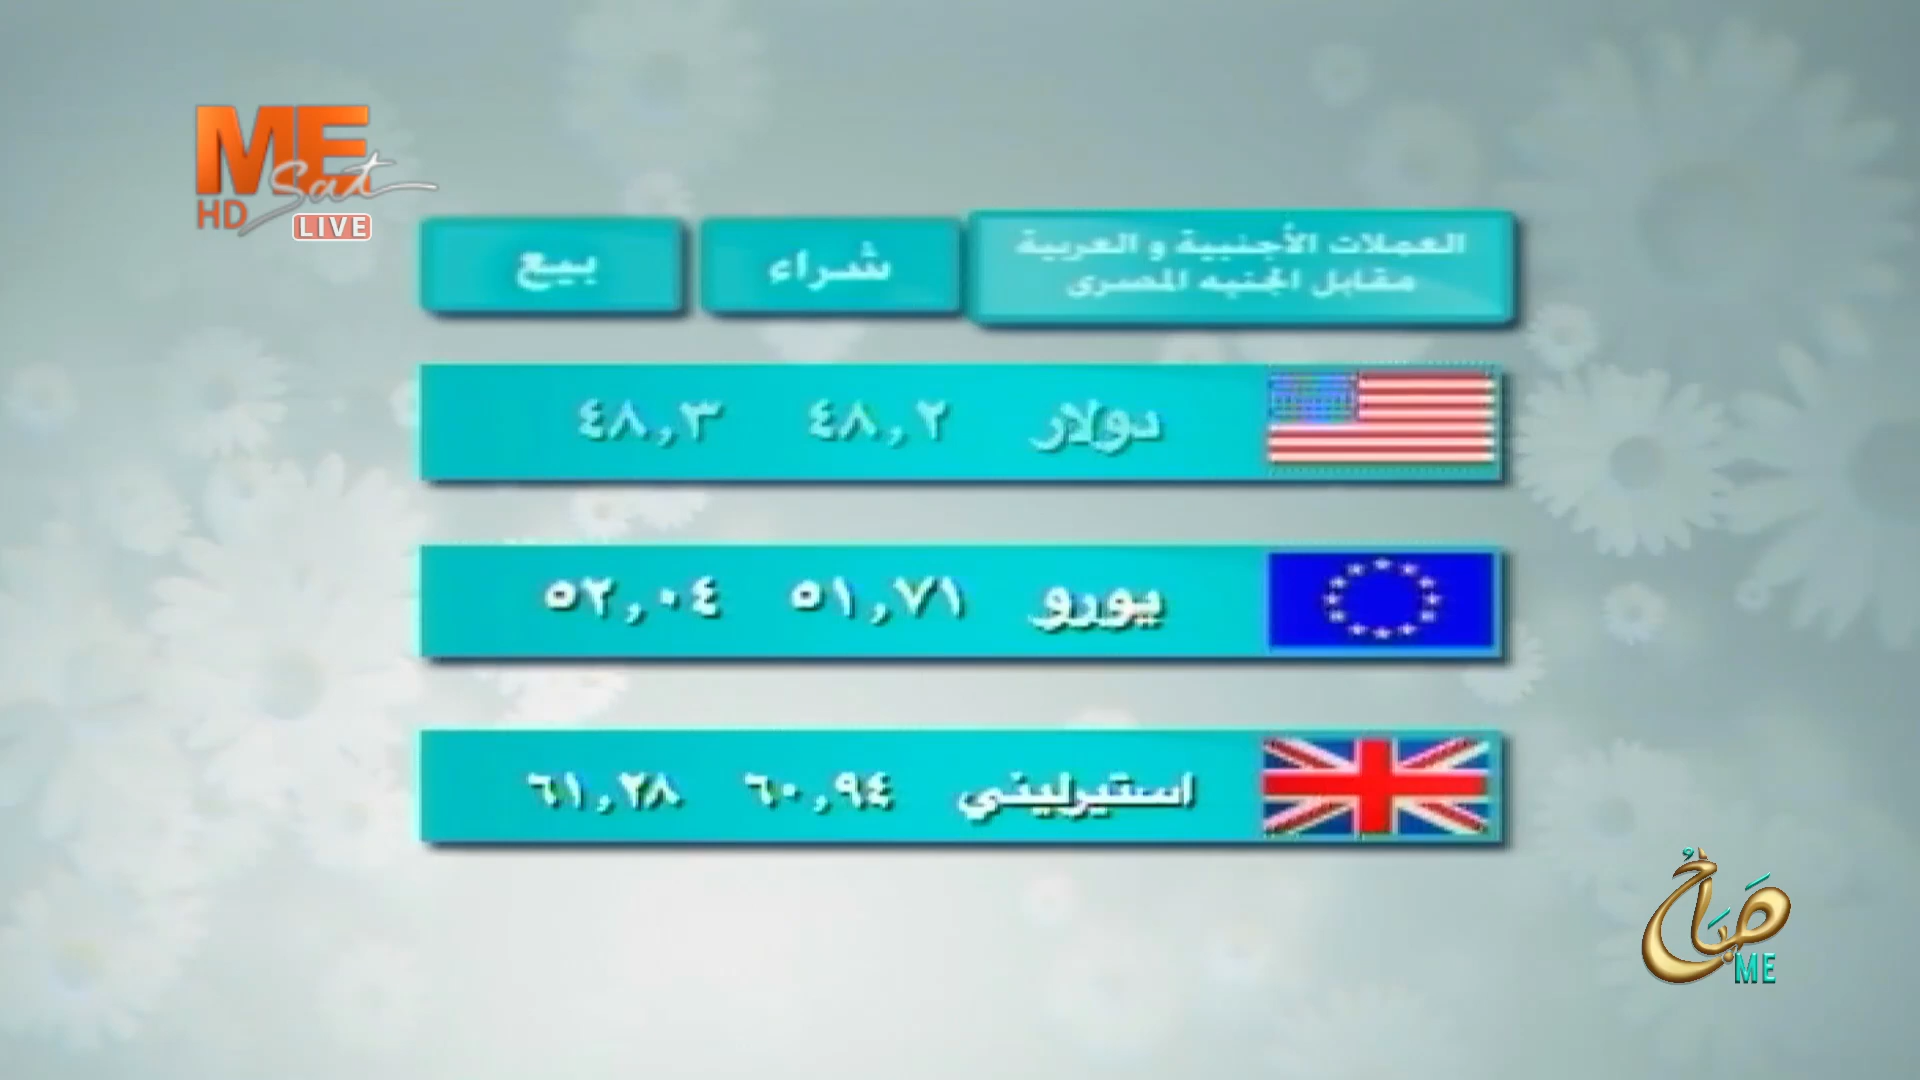 ME
Sat
HD
LIVE
العملات الأجنبية و العربية
مقابل الجنيه المصرى
شراء
بيع
دولار ٤٨,٢ ٤٨,٣
يورو ٥١,٧١ ٥٢,٠٤
استيرليني ٦٠,٩٤ ٦١,٢٨
صَبَاحُ
ME